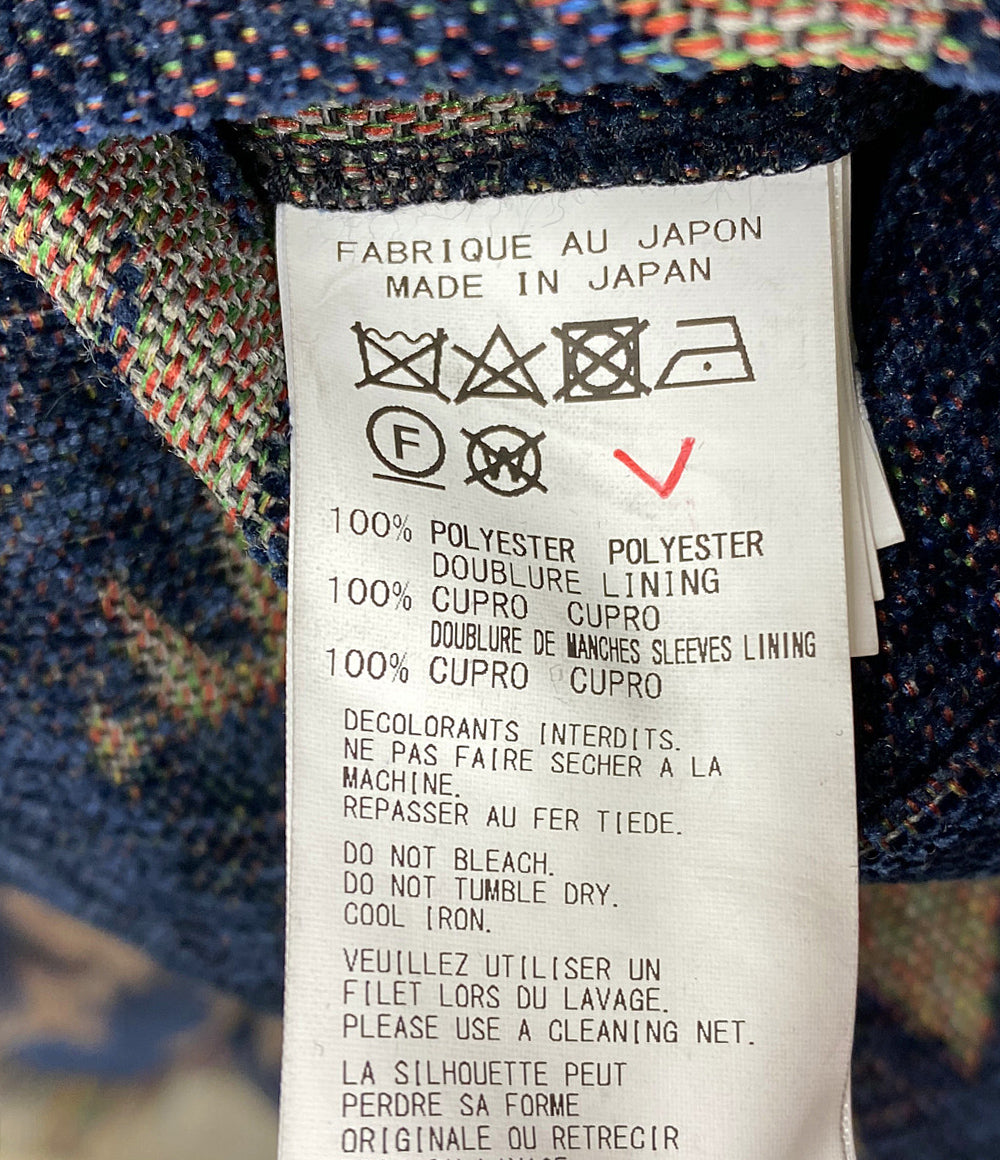 FABRIQUE AU JAPON
MADE IN JAPAN
F W
100% POLYESTER POLYESTER
DOUBLURE LINING
100% CUPRO CUPRO
DOUBLURE DE MANCHES SLEEVES LINING
100% CUPRO CUPRO
DECOLORANTS INTERDITS.
NE PAS FAIRE SECHER A LA
MACHINE.
REPASSER AU FER TIEDE.
DO NOT BLEACH.
DO NOT TUMBLE DRY.
COOL IRON.
VEUILLEZ UTILISER UN
FILET LORS DU LAVAGE.
PLEASE USE A CLEANING NET.
LA SILHOUETTE PEUT
PERDRE SA FORME
ORIGINALE OU RETRECIR